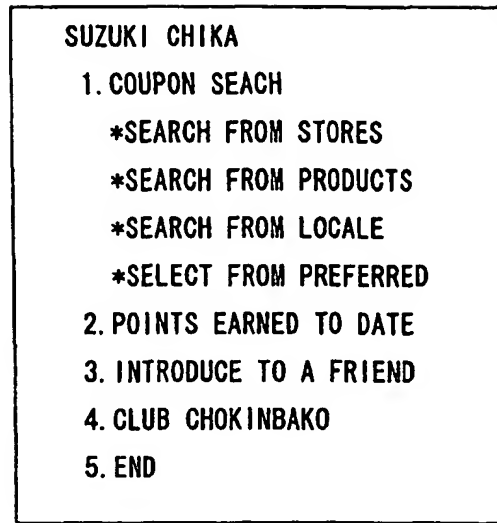 SUZUKI CHIKA
1. COUPON SEACH
*SEARCH FROM STORES
*SEARCH FROM PRODUCTS
*SEARCH FROM LOCALE
*SELECT FROM PREFERRED
2. POINTS EARNED TO DATE
3. INTRODUCE TO A FRIEND
4. CLUB CHOKINBAKO
5. END